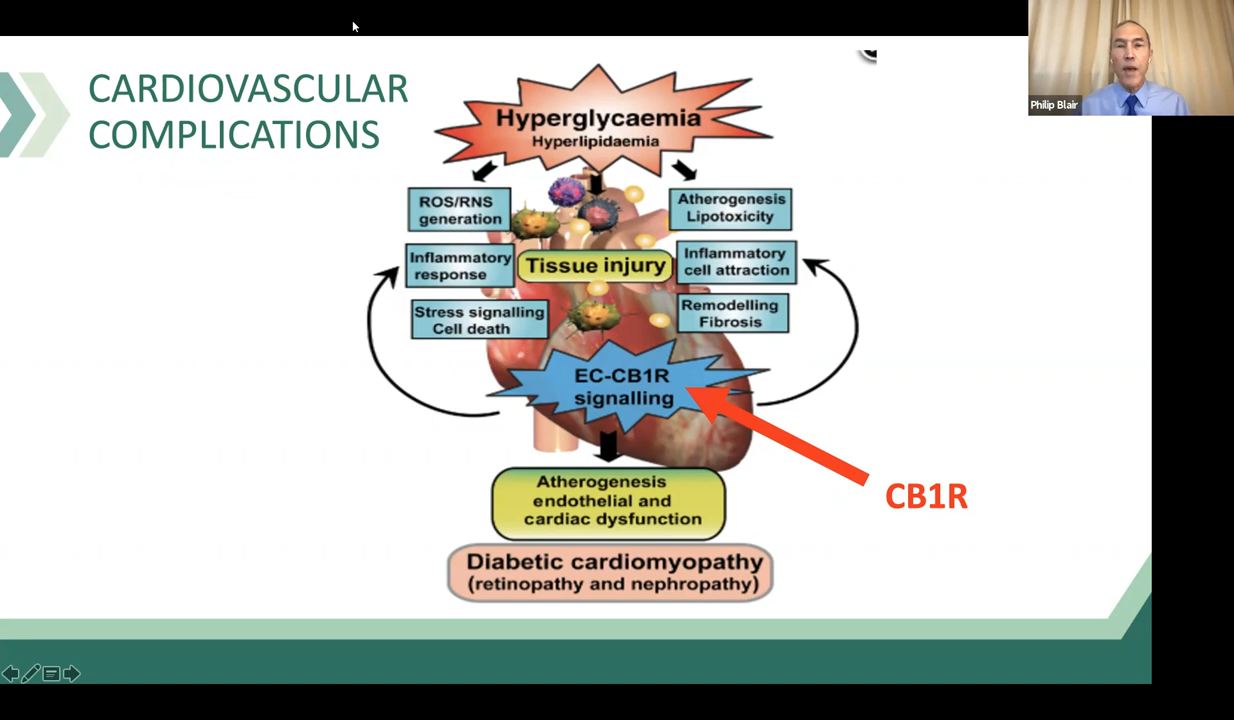 CARDIOVASCULAR
COMPLICATIONS
Philip Blair
Hyperglycaemia
Hyperlipidaemia
ROS/RNS
generation
Inflammatory
response
Stress signalling
Cell death
Tissue injury
Atherogenesis
Lipotoxicity
Inflammatory
cell attraction
Remodelling
Fibrosis
EC-CB1R
signalling
CB1R
Atherogenesis
endothelial and
cardiac dysfunction
Diabetic cardiomyopathy
(retinopathy and nephropathy)